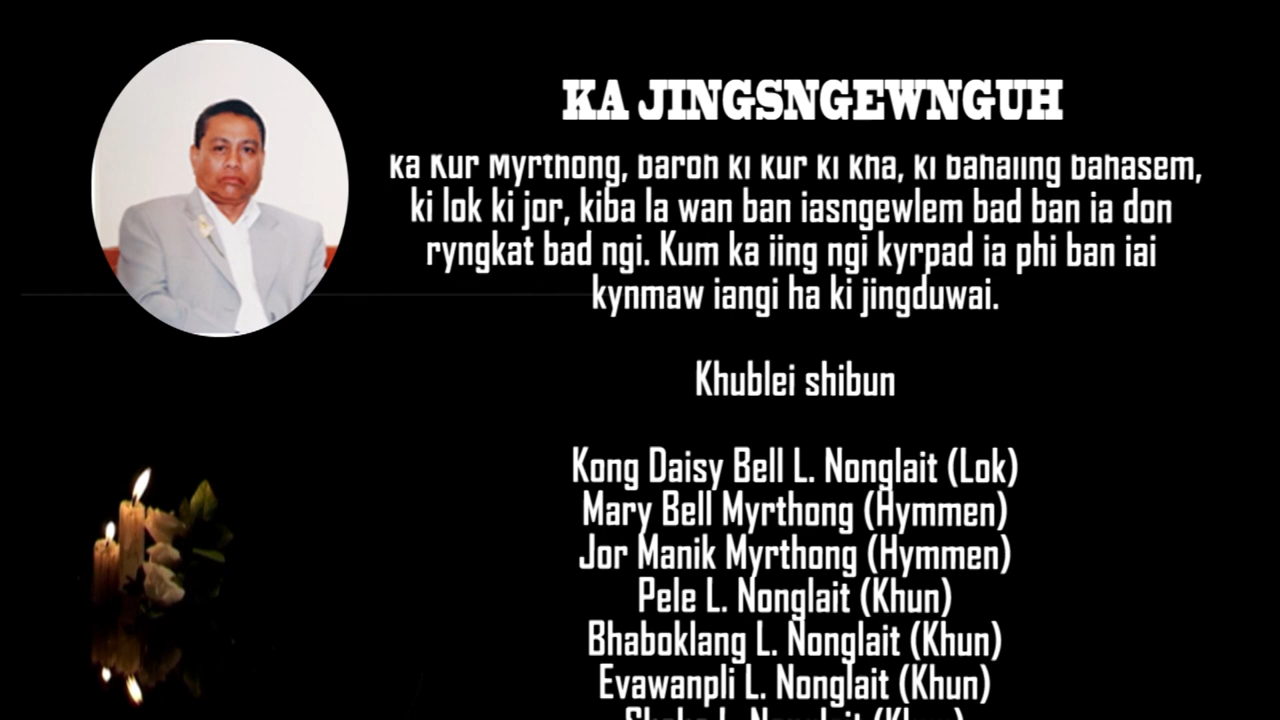 KA JINGSNGEWNGUH
ka Kur Myrthong, baroh ki kur ki kha, ki bahaiing bahasem,
ki lok ki jor, kiba la wan ban iasngewlem bad ban ia don
ryngkat bad ngi. Kum ka iing ngi kyrpad ia phi ban iai
kynmaw iangi ha ki jingduwai.
Khublei shibun
Kong Daisy Bell L. Nonglait (Lok)
Mary Bell Myrthong (Hymmen)
Jor Manik Myrthong (Hymmen)
Pele L. Nonglait (Khun)
Bhaboklang L. Nonglait (Khun)
Evawanpli L. Nonglait (Khun)
L. Nonglait (Khun)